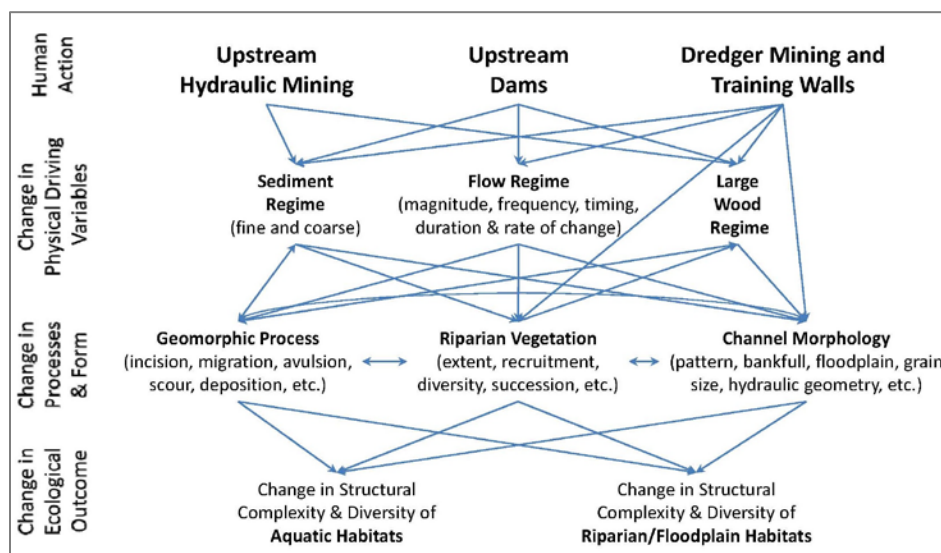 Human
Action
Upstream
Hydraulic Mining
Upstream
Dams
Dredger Mining and
Training Walls
Change in
Physical Driving
Variables
Sediment
Regime
(fine and coarse)
Flow Regime
(magnitude, frequency, timing,
duration & rate of change)
Large
Wood
Regime
Change in
Processes
& Form
Geomorphic Process
(incision, migration, avulsion,
scour, deposition, etc.)
Riparian Vegetation
(extent, recruitment,
diversity, succession, etc.)
Channel Morphology
(pattern, bankfull, floodplain, grain
size, hydraulic geometry, etc.)
Change in
Ecological
Outcome
Change in Structural
Complexity & Diversity of
Aquatic Habitats
Change in Structural
Complexity & Diversity of
Riparian/Floodplain Habitats